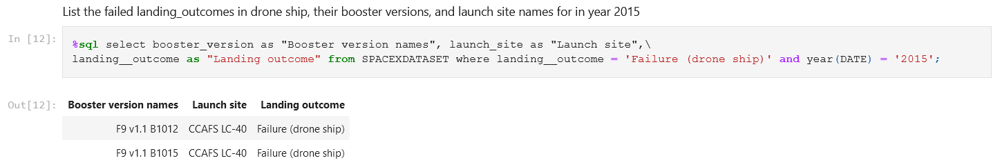 List the failed landing_outcomes in drone ship, their booster versions, and launch site names for in year 2015
In [12]:
%sql select booster_version as "Booster version names", launch_site as "Launch site",\
landing__outcome as "Landing outcome" from SPACEXDATASET where landing__outcome = 'Failure (drone ship)' and year(DATE) = '2015';
Out[12]:
Booster version names Launch site Landing outcome
F9 v1.1 B1012 CCAFS LC-40 Failure (drone ship)
F9 v1.1 B1015 CCAFS LC-40 Failure (drone ship)